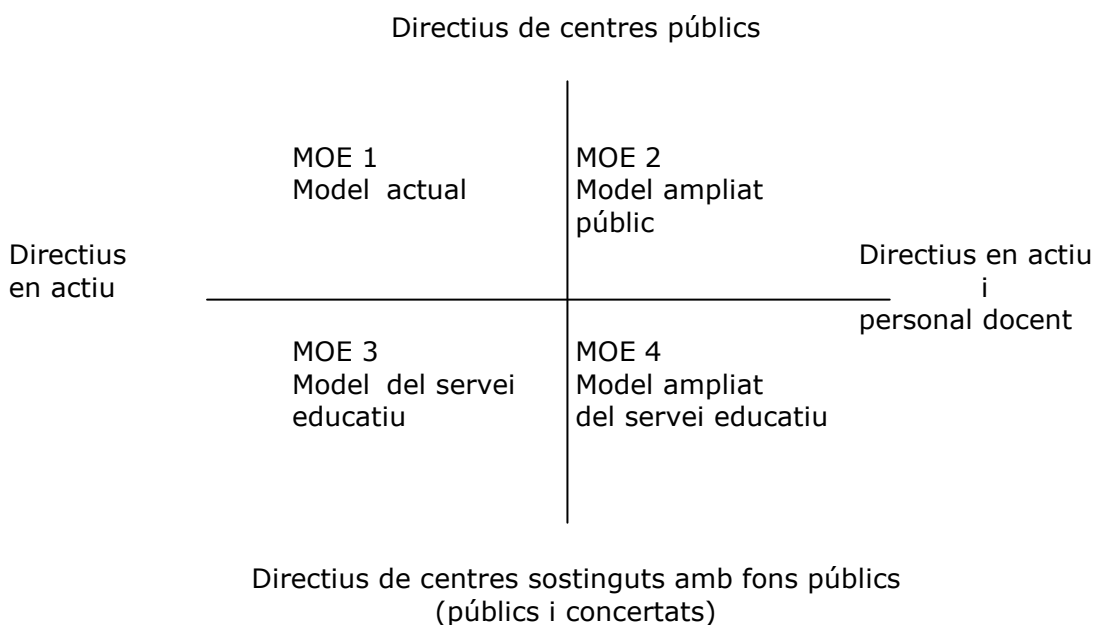 Directius de centres públics
MOE 1
Model actual
MOE 2
Model ampliat
públic
Directius
en actiu
Directius en actiu
i
personal docent
MOE 3
Model del servei
educatiu
MOE 4
Model ampliat
del servei educatiu
Directius de centres sostinguts amb fons públics
(públics i concertats)